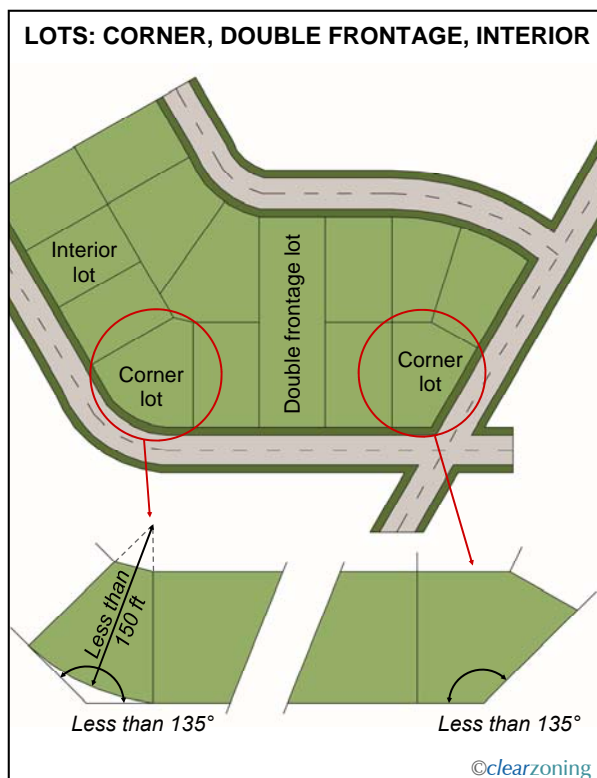 LOTS: CORNER, DOUBLE FRONTAGE, INTERIOR
Interior
lot
Double frontage lot
Corner
lot
Corner
lot
Less than
150 ft
Less than 135°
Less than 135°
©clearzoning